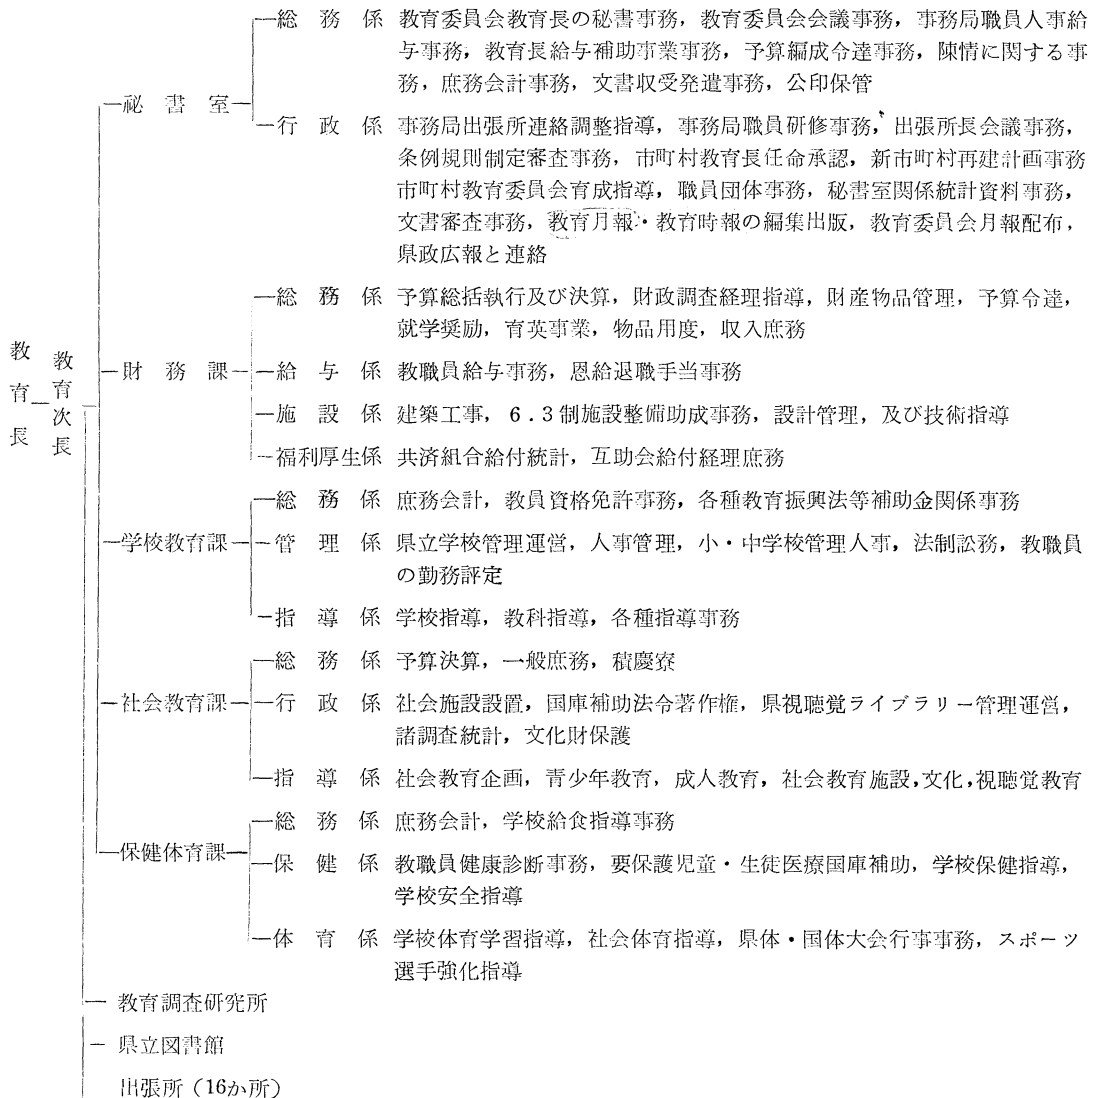 総務係 教育委員会教育長の秘書事務，教育委員会会議事務，事務局職員人事給
与事務，教育長給与補助事業事務，予算編成令達事務，陳情に関する事
務，庶務会計事務，文書収受発遣事務，公印保管
秘書室
行政係 事務局出張所連絡調整指導，事務局職員研修事務，出張所長会議事務，
条例規則制定審査事務，市町村教育長任命承認，新市町村再建計画事務
市町村教育委員会育成指導，職員団体事務，秘書室関係統計資料事務，
文書審査事務，教育月報・教育時報の編集出版，教育委員会月報配布，
県政広報と連絡
総務係 予算総括執行及び決算，財政調査経理指導，財産物品管理，予算令達，
就学奨励，育英事業，物品用度，収入庶務
教育長 教育次長
財務課 給与係 教職員給与事務，恩給退職手当事務
施設係 建築工事，6.3制施設整備助成事務，設計管理，及び技術指導
福利厚生係 共済組合給付統計，互助会給付経理庶務
総務係 庶務会計，教員資格免許事務，各種教育振興法等補助金関係事務
学校教育課 管理係 県立学校管理運営，人事管理，小・中学校管理人事，法制訟務，教職員
の勤務評定
指導係 学校指導，教科指導，各種指導事務
総務係 予算決算，一般庶務，積慶寮
社会教育課 行政係 社会施設設置，国庫補助法令著作権，県視聴覚ライブラリー管理運営，
諸調査統計，文化財保護
指導係 社会教育企画，青少年教育，成人教育，社会教育施設，文化，視聴覚教育
総務係 庶務会計，学校給食指導事務
保健体育課
保健係 教職員健康診断事務，要保護児童・生徒医療国庫補助，学校保健指導，
学校安全指導
体育係 学校体育学習指導，社会体育指導，県体・国体大会行事事務，スポーツ
選手強化指導
教育調査研究所
県立図書館
出張所（16か所）